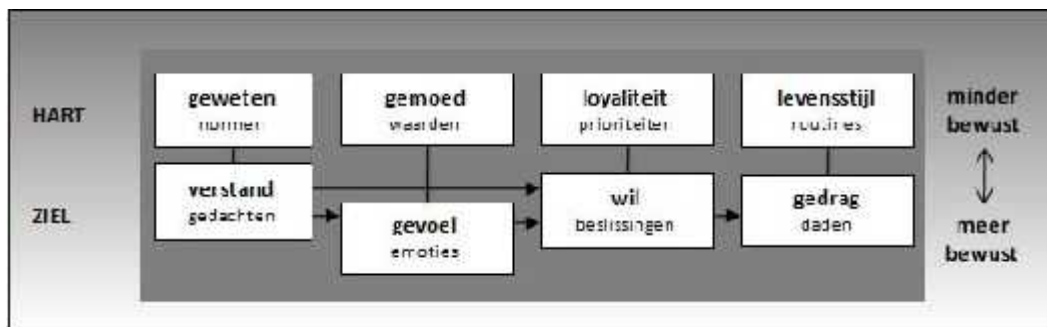 HART
geweten
normen
gemoed
waarden
loyaliteit
prioriteiten
levensstijl
routines
minder
bewust
ZIEL
verstand
gedachten
gevoel
emoties
wil
beslissingen
gedrag
daden
meer
bewust